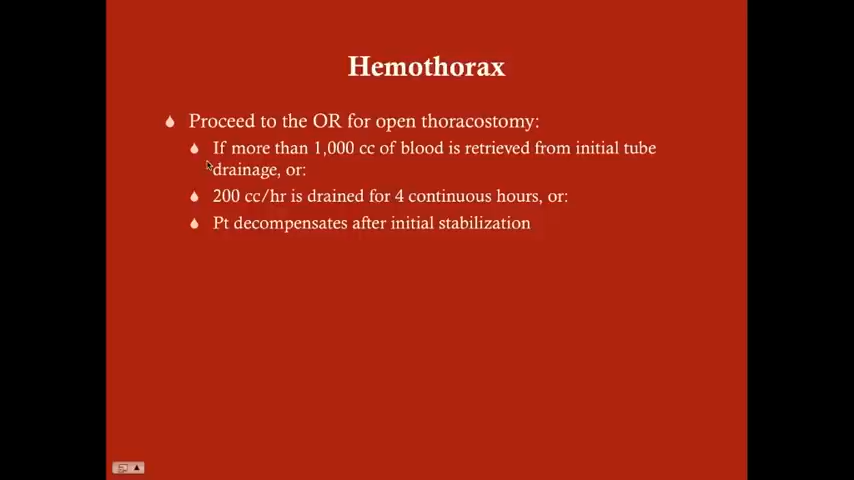 Hemothorax
Proceed to the OR for open thoracostomy:
If more than 1,000 cc of blood is retrieved from initial tube
drainage, or:
200 cc/hr is drained for 4 continuous hours, or:
Pt decompensates after initial stabilization